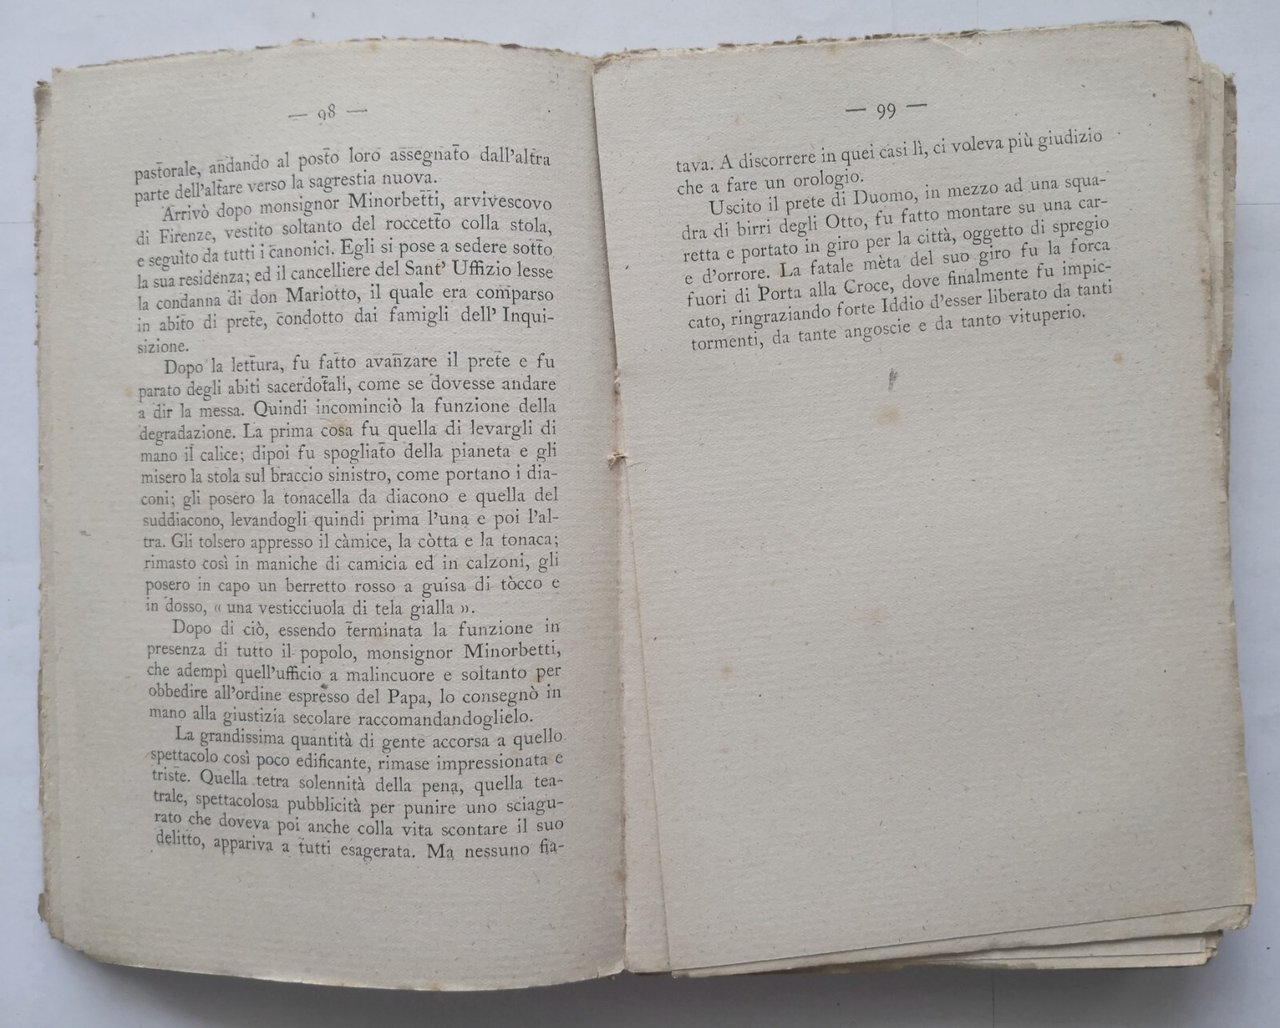 — 98 —
pastorale, andando al posto loro assegnato dall'altra
parte dell'altare verso la sagrestia nuova.
Arrivò dopo monsignor Minorbetti, arvivescovo
di Firenze, vestito soltanto del roccetto colla stola,
e seguito da tutti i canonici. Egli si pose a sedere sotto
la sua residenza; ed il cancelliere del Sant' Uffizio lesse
la condanna di don Mariotto, il quale era comparso
in abito di prete, condotto dai famigli dell' Inqui-
sizione.
Dopo la lettura, fu fatto avanzare il prete e fu
parato degli abiti sacerdotali, come se dovesse andare
a dir la messa. Quindi incominciò la funzione della
degradazione. La prima cosa fu quella di levargli di
mano il calice; dipoi fu spogliato della pianeta e gli
misero la stola sul braccio sinistro, come portano i dia-
coni; gli posero la tonacella da diacono e quella del
suddiacono, levandogli quindi prima l'una e poi l'al-
tra. Gli tolsero appresso il càmice, la còtta e la tonaca;
rimasto così in maniche di camicia ed in calzoni, gli
posero in capo un berretto rosso a guisa di tòcco e
in dosso, « una vesticciuola di tela gialla ».
Dopo di ciò, essendo terminata la funzione in
presenza di tutto il popolo, monsignor Minorbetti,
che adempì quell'ufficio a malincuore e soltanto per
obbedire all'ordine espresso del Papa, lo consegnò in
mano alla giustizia secolare raccomandandoglielo.
La grandissima quantità di gente accorsa a quello
spettacolo così poco edificante, rimase impressionata e
triste. Quella tetra solennità della pena, quella tea-
trale, spettacolosa pubblicità per punire uno sciagu-
rato che doveva poi anche colla vita scontare il suo
delitto, appariva a tutti esagerata. Ma nessuno fia-
— 99 —
tava. A discorrere in quei casi lì, ci voleva più giudizio
che a fare un orologio.
Uscito il prete di Duomo, in mezzo ad una squa-
dra di birri degli Otto, fu fatto montare su una car-
retta e portato in giro per la città, oggetto di spregio
e d'orrore. La fatale mèta del suo giro fu la forca
fuori di Porta alla Croce, dove finalmente fu impic-
cato, ringraziando forte Iddio d'esser liberato da tanti
tormenti, da tante angoscie e da tanto vituperio.